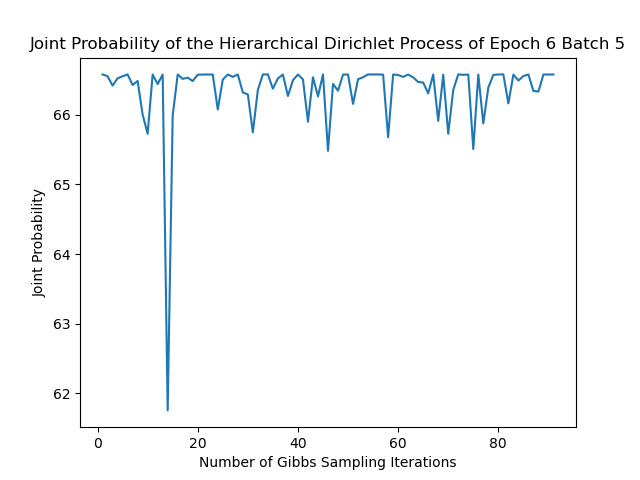 Joint Probability of the Hierarchical Dirichlet Process of Epoch 6 Batch 5
66
65
64
63
62
Joint Probability
0 20 40 60 80
Number of Gibbs Sampling Iterations